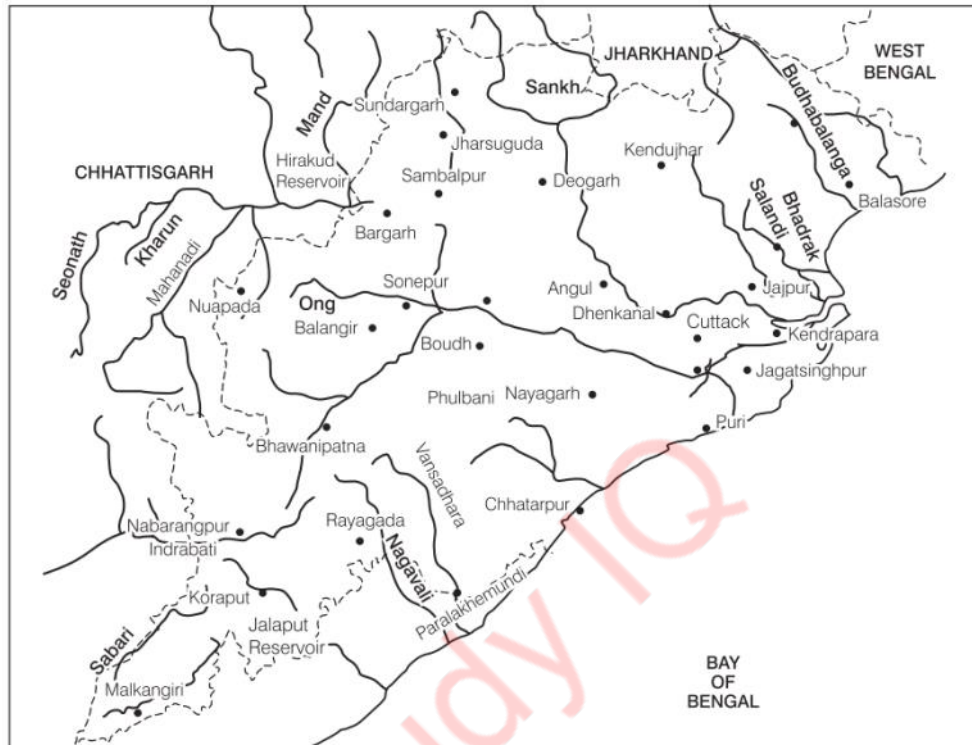 JHARKHAND
WEST
BENGAL
Sankh
Budhabalanga
Mand
Sundargarh
Jharsuguda
Kendujhar
Hirakud
Reservoir
CHHATTISGARH
Sambalpur
Deogarh
Balasore
Bhadrak
Salandi
Bargarh
Seonath
Kharun
Mahanadi
Nuapada
Ong
Sonepur
Angul
Jajpur
Balangir
Dhenkanal
Cuttack
Kendrapara
Boudh
Jagatsinghpur
Phulbani
Nayagarh
Puri
Bhawanipatna
Vansadhara
Chhatarpur
Nabarangpur
Indrabati
Rayagada
Nagavali
Koraput
Paralakhemundi
Jalaput
Reservoir
Sabari
Malkangiri
BAY
OF
BENGAL
udy IQ